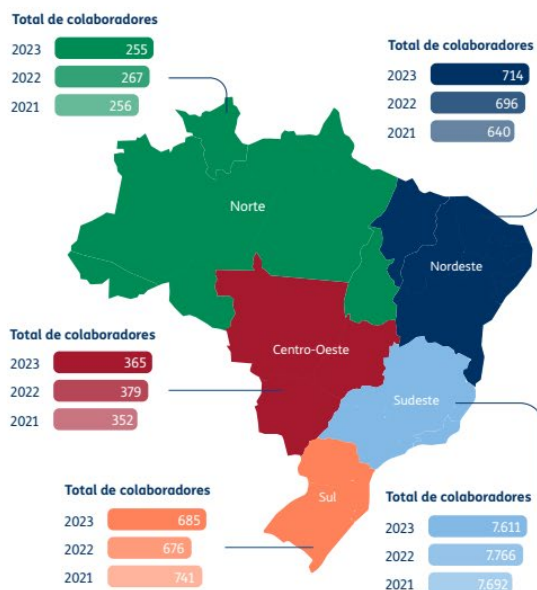 Total de colaboradores
2023 255
2022 267
2021 256
Total de colaboradores
2023 714
2022 696
2021 640
Norte
Nordeste
Centro-Oeste
Sudeste
Sul
Total de colaboradores
2023 365
2022 379
2021 352
Total de colaboradores
2023 685
2022 676
2021 741
Total de colaboradores
2023 7.611
2022 7.766
2021 7.692